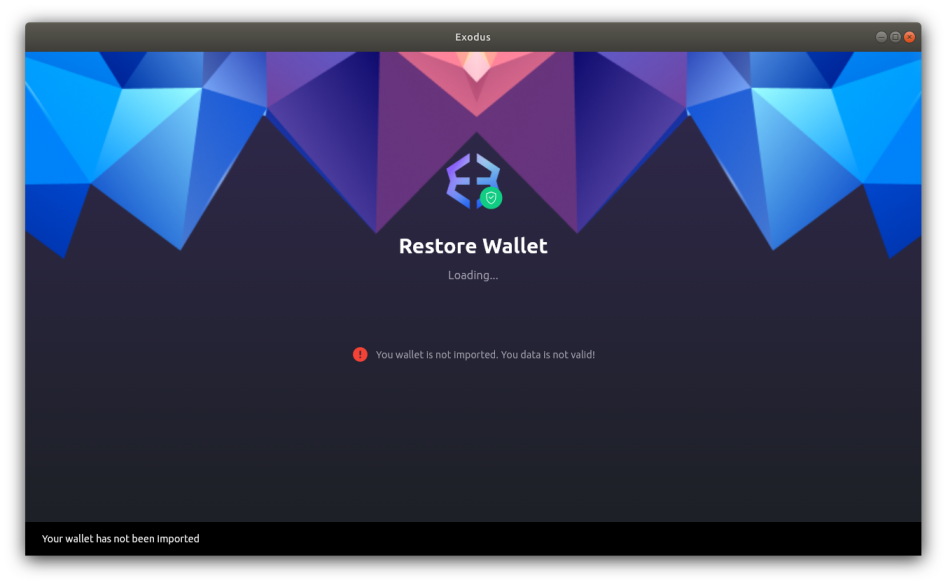 Exodus
Restore Wallet
Loading...
You wallet is not imported. You data is not valid!
Your wallet has not been imported